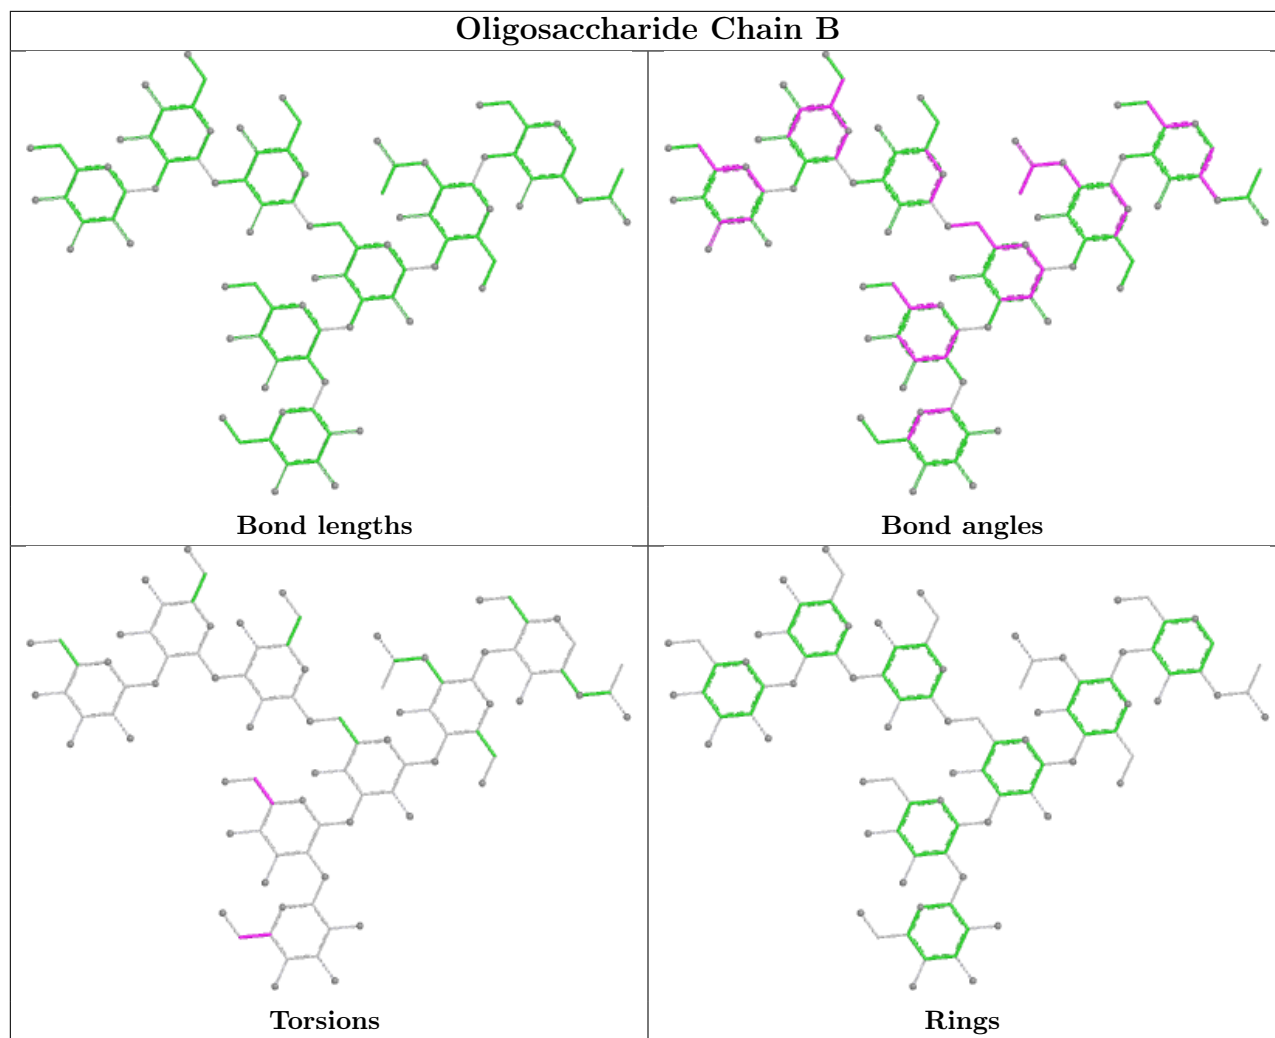 Oligosaccharide Chain B
Bond lengths
Bond angles
Torsions
Rings